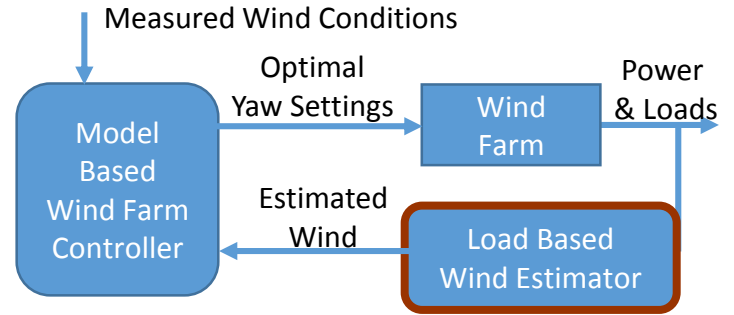 Measured Wind Conditions
Optimal
Yaw Settings
Power
& Loads
Model
Based
Wind Farm
Controller
Wind
Farm
Estimated
Wind
Load Based
Wind Estimator